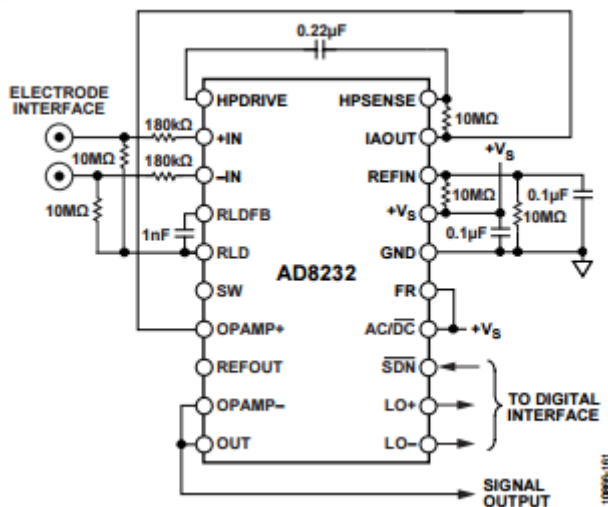 0.22µF
ELECTRODE
INTERFACE
HPDRIVE
HPSENSE
180kΩ
+IN
10MΩ
IAOUT
+VS
10MΩ
180kΩ
–IN
REFIN
10MΩ
0.1µF
10MΩ
RLDFB
+VS
10MΩ
1nF
0.1µF
RLD
GND
AD8232
SW
FR
OPAMP+
AC/DC
+VS
REFOUT
SDN
TO DIGITAL
INTERFACE
OPAMP–
LO+
OUT
LO–
SIGNAL
OUTPUT